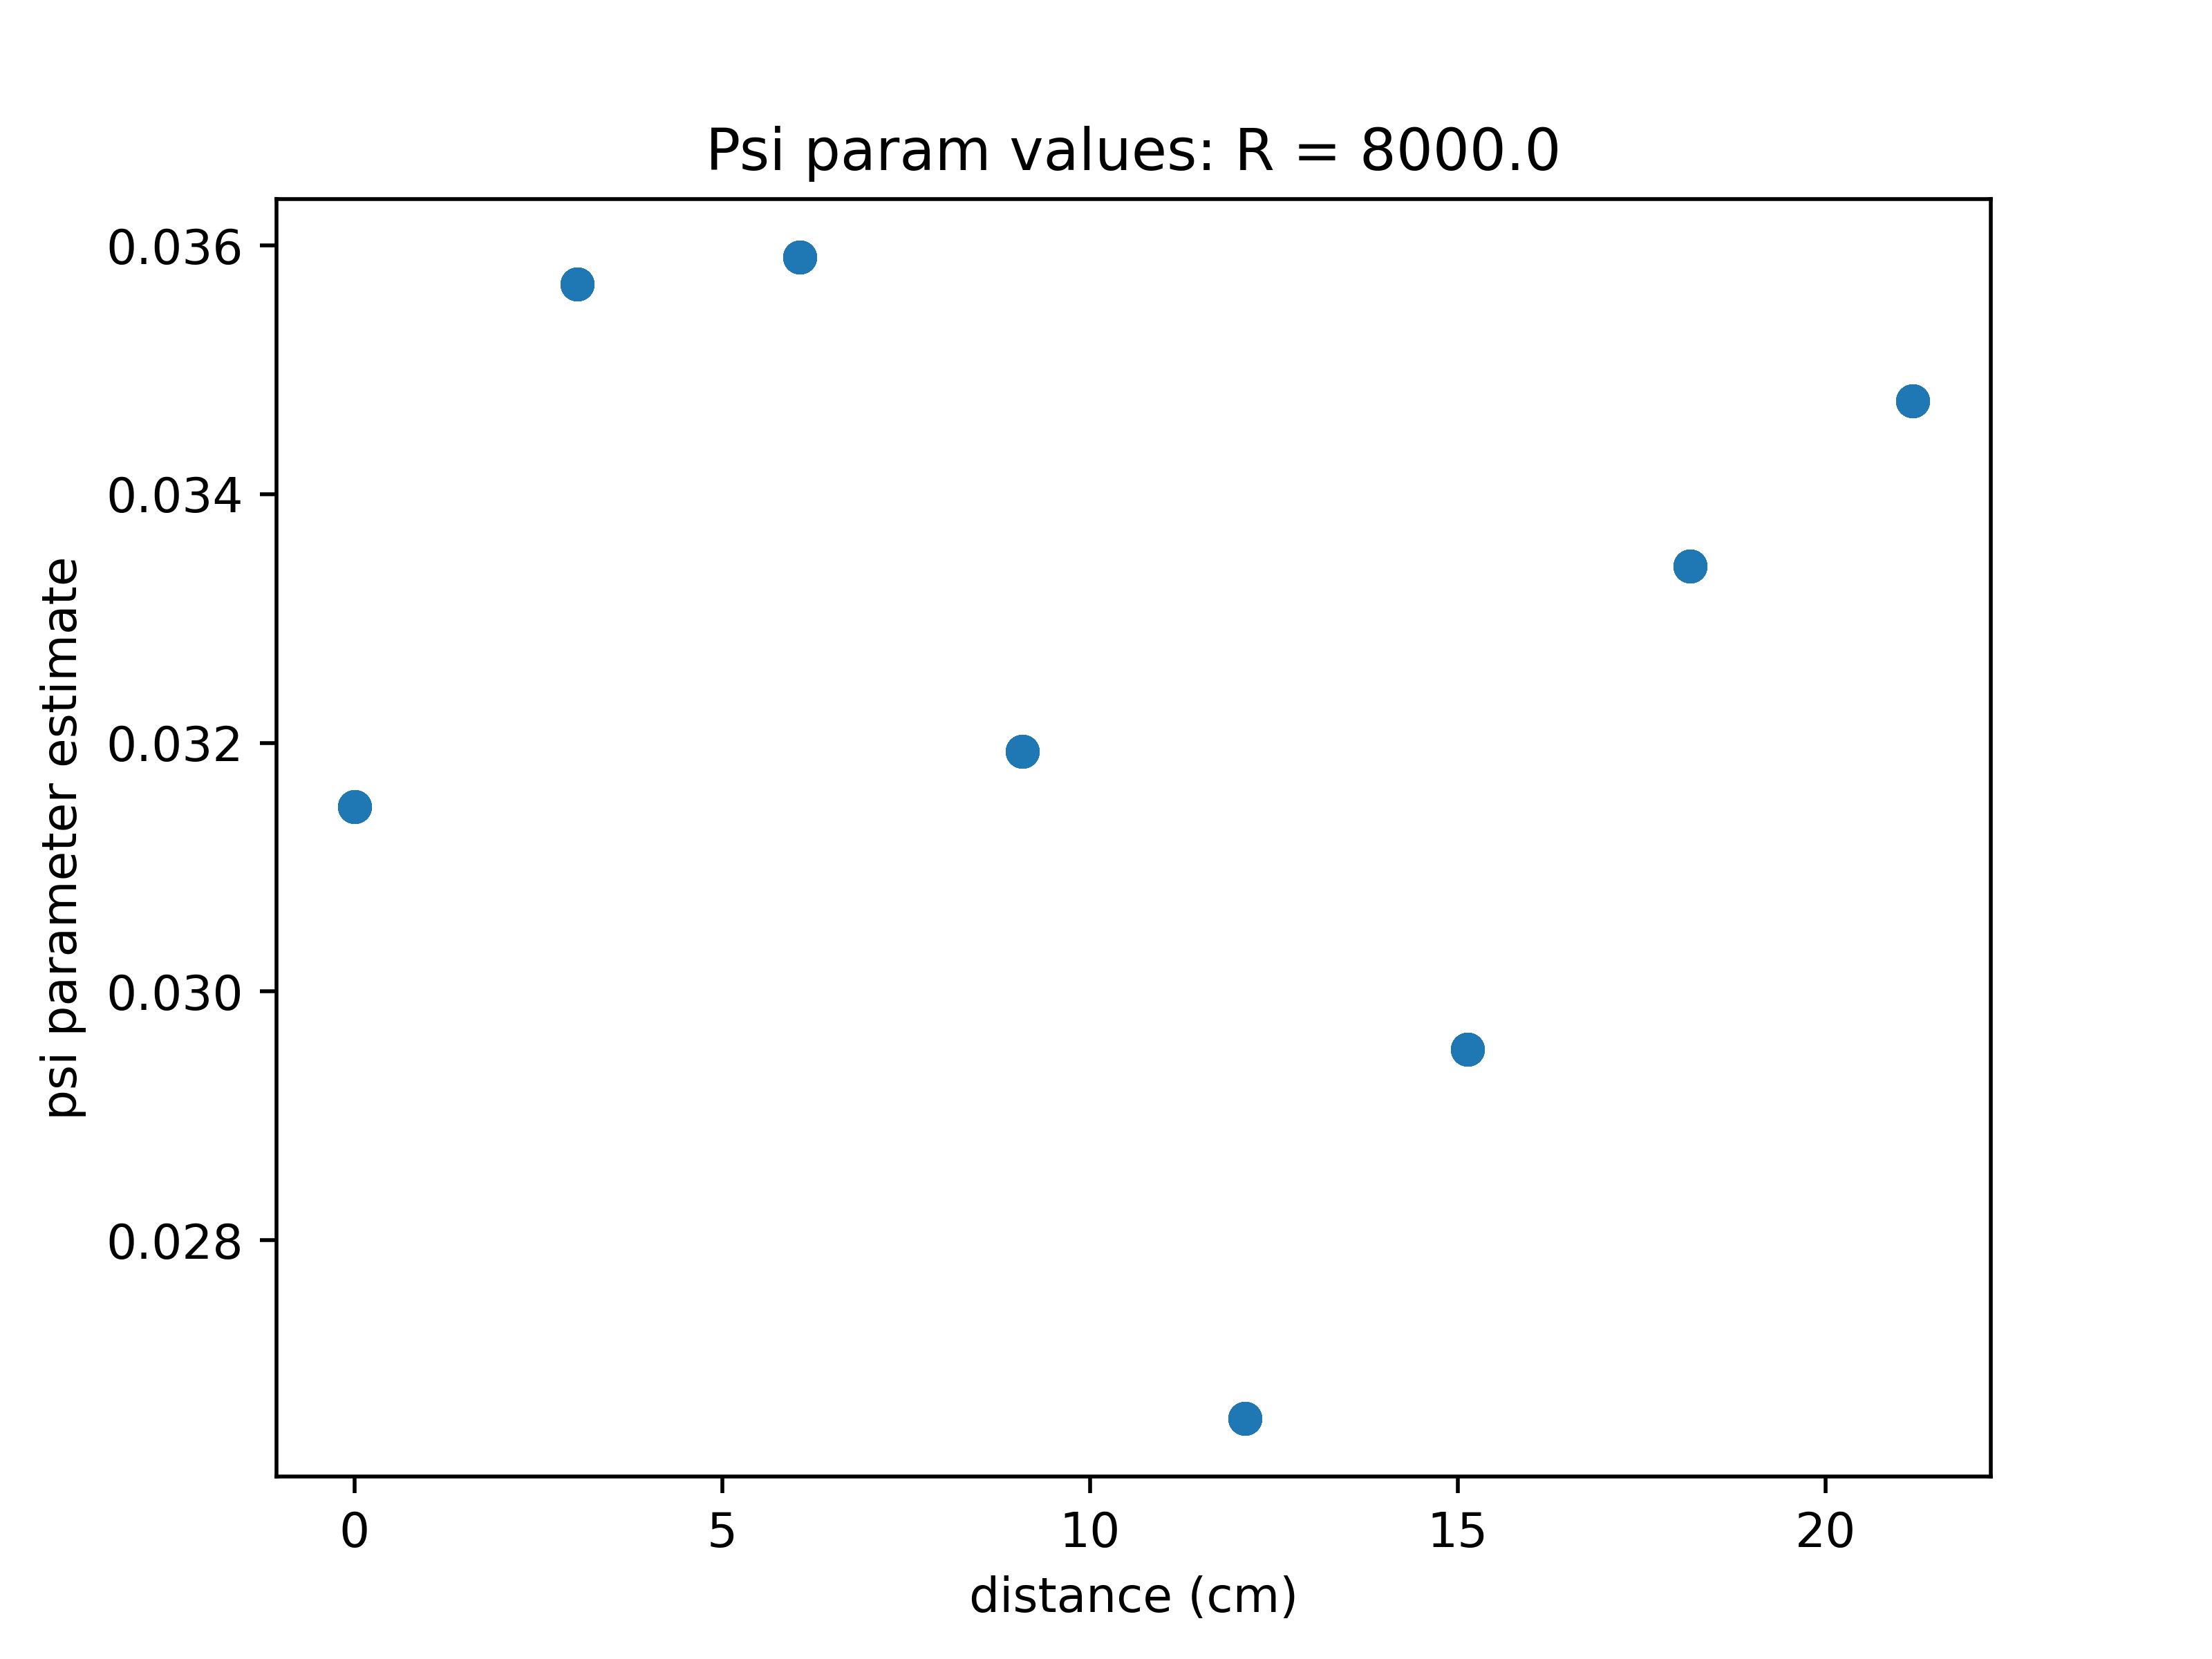 Psi param values: R = 8000.0
0.036
0.034
0.032
0.030
0.028
psi parameter estimate
0 5 10 15 20
distance (cm)